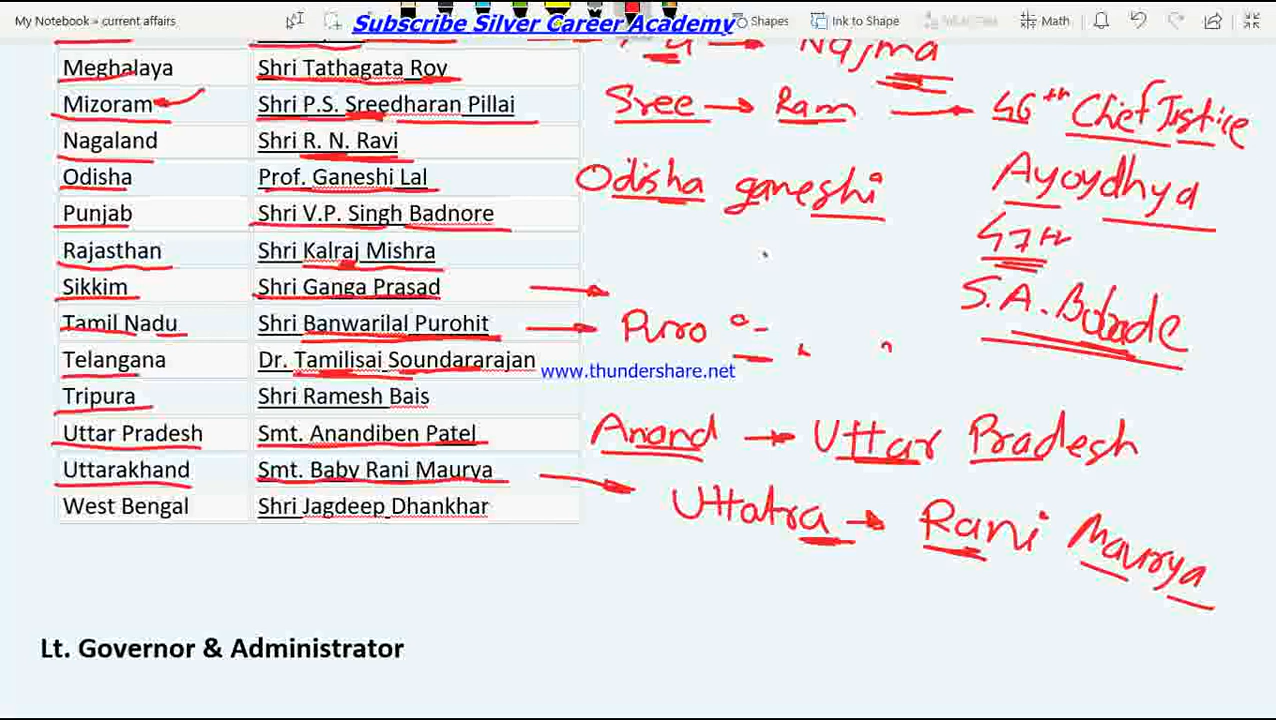 My Notebook » current affairs
Subscribe Silver Career Academy
Shapes
Ink to Shape
Math
→ Najma
Meghalaya Shri Tathagata Roy
Mizoram Shri P.S. Sreedharan Pillai
Sree → Ram → 46th Chief Justice
Nagaland Shri R. N. Ravi
Odisha Prof. Ganeshi Lal
Odisha ganeshi Ayoydhya
Punjab Shri V.P. Singh Badnore
47th
Rajasthan Shri Kalraj Mishra
Sikkim Shri Ganga Prasad
S.A. Bobade
Tamil Nadu Shri Banwarilal Purohit
Puro
Telangana Dr. Tamilisai Soundararajan
www.thundershare.net
Tripura Shri Ramesh Bais
Uttar Pradesh Smt. Anandiben Patel
Anand → Uttar Pradesh
Uttarakhand Smt. Baby Rani Maurya
West Bengal Shri Jagdeep Dhankhar
Uttatra → Rani Maurya
Lt. Governor & Administrator